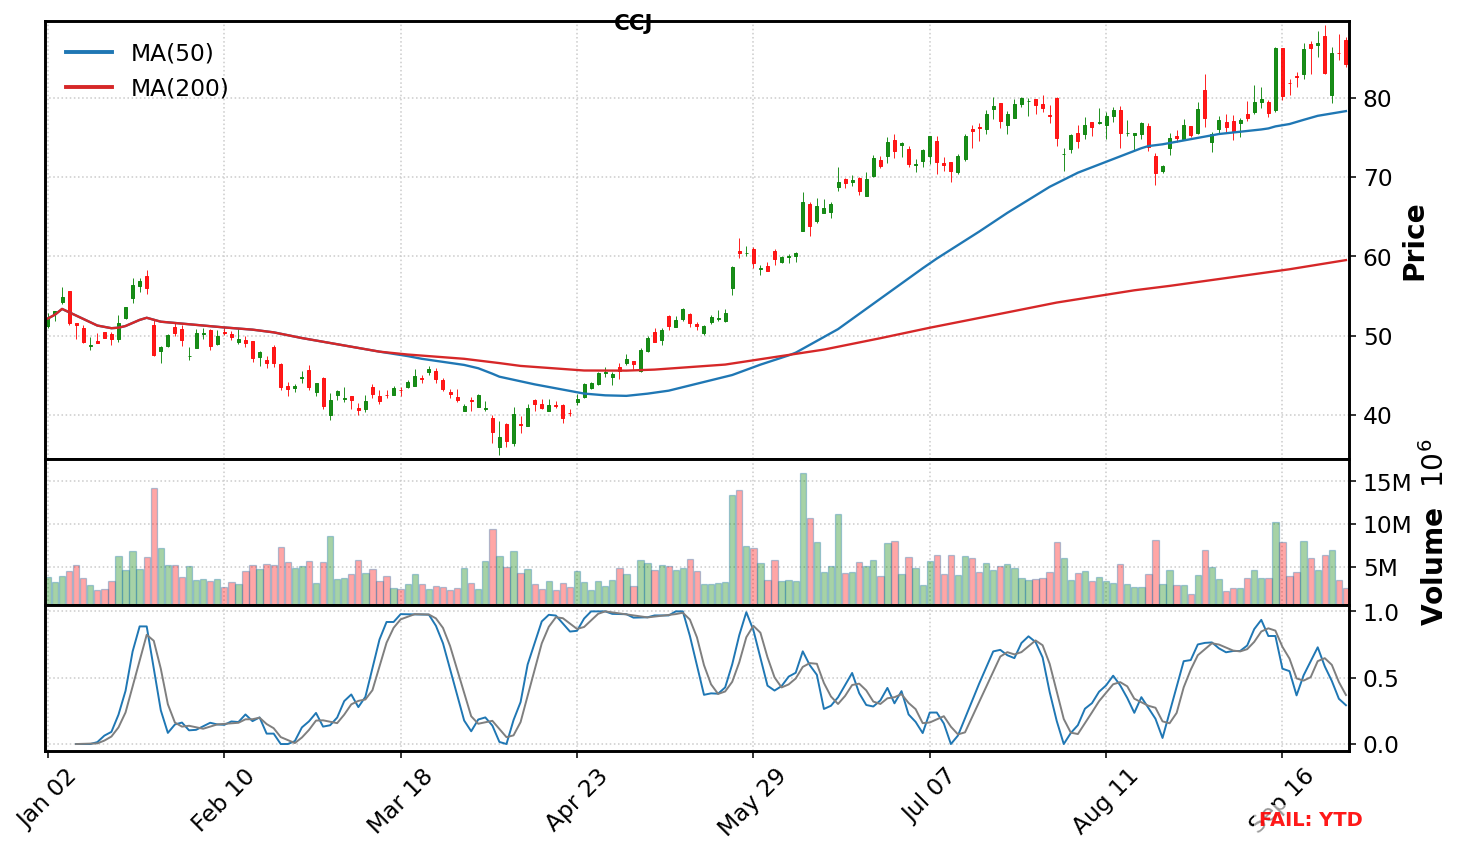 CCJ
MA(50)
MA(200)
80
70
60
50
40
Price
15M
10M
5M
Volume 10^6
1.0
0.5
0.0
Jan 02
Feb 10
Mar 18
Apr 23
May 29
Jul 07
Aug 11
Sep 16
FAIL: YTD